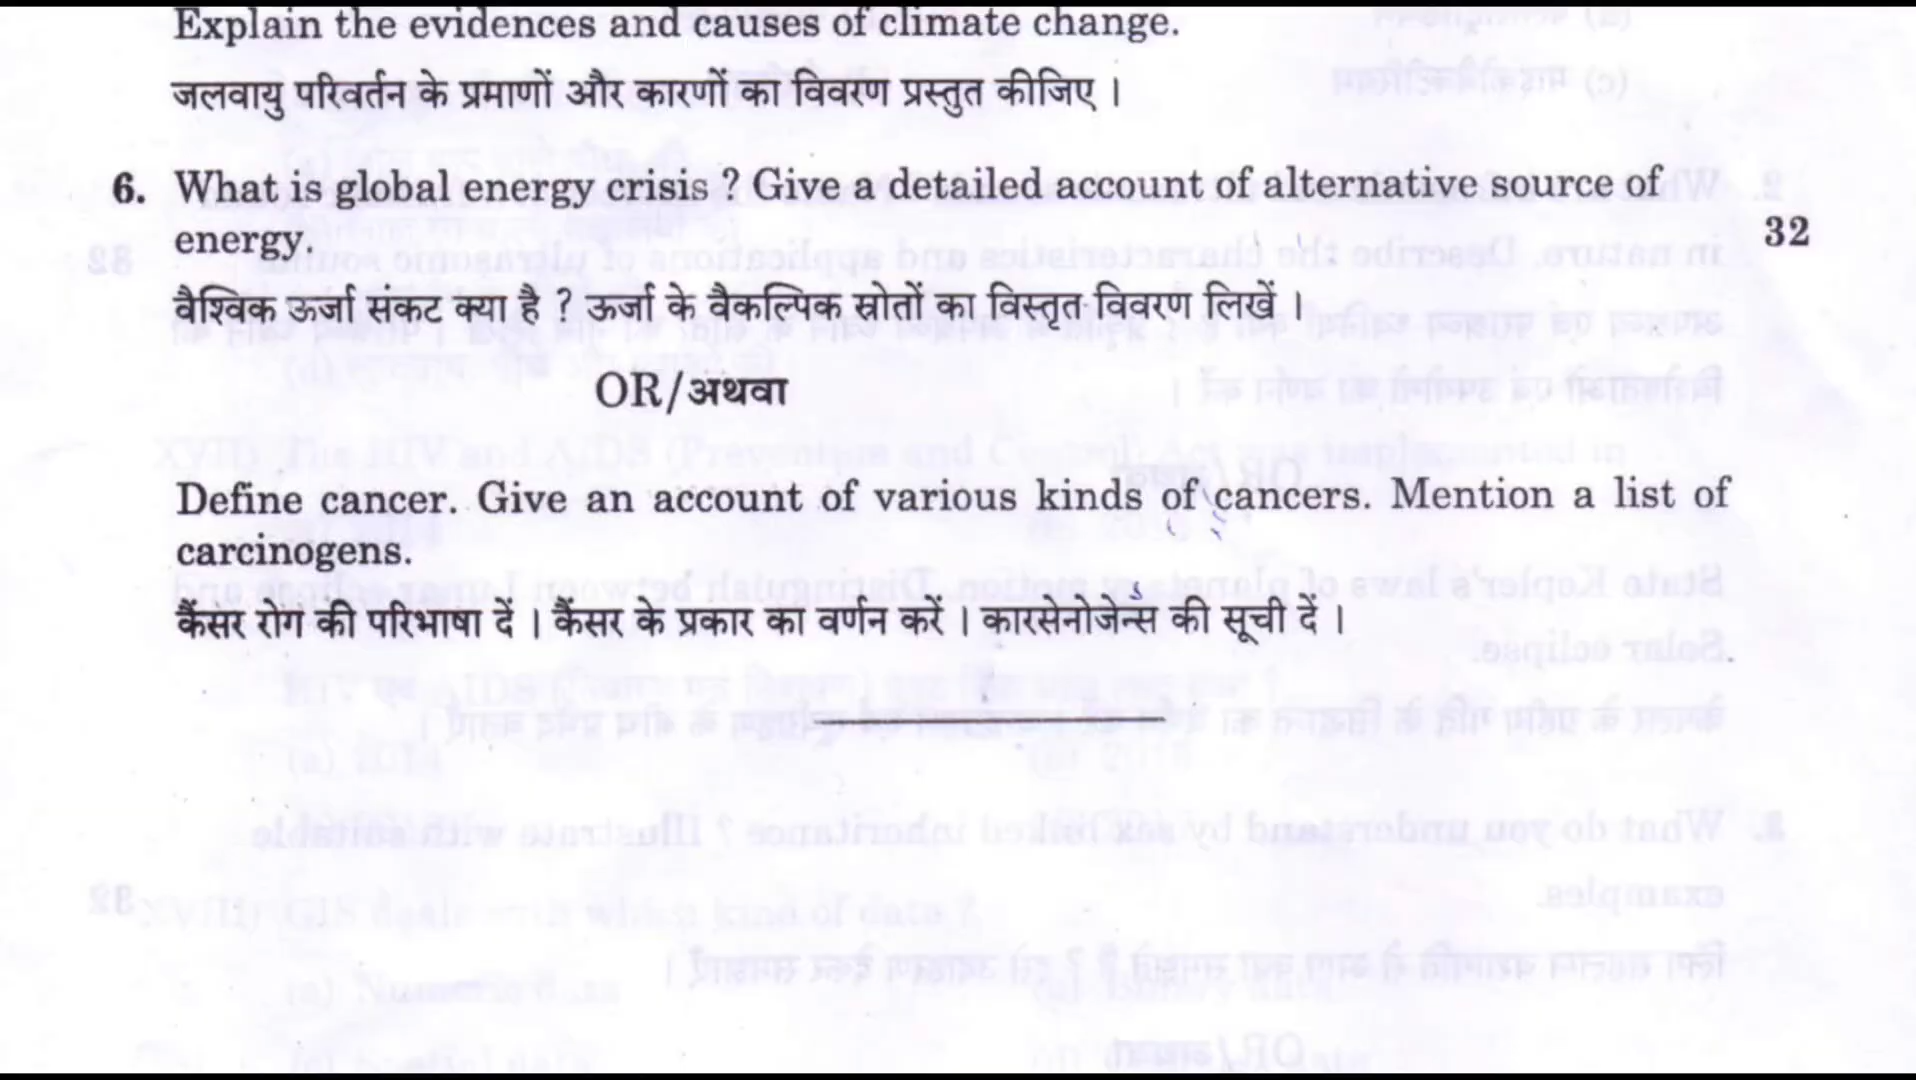 Explain the evidences and causes of climate change.
जलवायु परिवर्तन के प्रमाणों और कारणों का विवरण प्रस्तुत कीजिए ।
6. What is global energy crisis ? Give a detailed account of alternative source of
energy. 32
वैश्विक ऊर्जा संकट क्या है ? ऊर्जा के वैकल्पिक स्रोतों का विस्तृत विवरण लिखें ।
OR/अथवा
Define cancer. Give an account of various kinds of cancers. Mention a list of
carcinogens.
कैंसर रोग की परिभाषा दें । कैंसर के प्रकार का वर्णन करें । कारसेनोजेन्स की सूची दें ।